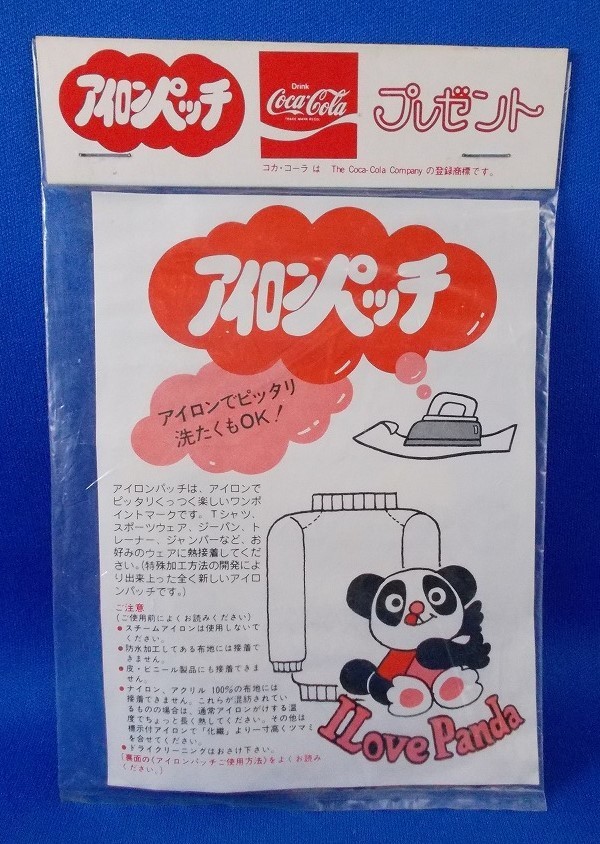 アイロンパッチ
Drink
Coca-Cola
TRADE MARK REGD.
プレゼント
コカ・コーラ は The Coca-Cola Company の登録商標です。
アイロンパッチ
アイロンでピッタリ
洗たくもOK!
アイロンパッチは、アイロンで
ピッタリくっつく楽しいワンポ
イントマークです。Tシャツ、
スポーツウェア、ジーパン、ト
レーナー、ジャンパーなど、お
好みのウェアに熱接着してくだ
さい。(特殊加工方法の開発によ
り出来上った全く新しいアイロ
ンパッチです。)
ご注意
(ご使用前によくお読みください)
●スチームアイロンは使用しないで
ください。
●防水加工してある布地には接着で
きません。
●皮・ビニール製品にも接着できま
せん。
●ナイロン、アクリル 100%の布地には
接着できません。これらが混紡されてい
るものの場合は、通常アイロンがけする温
度でちょっと長く熱してください。その他は
標示付アイロンで「化繊」より一寸高くツマミ
を合せてください。
●ドライクリーニングはおさけ下さい。
〔裏面の《アイロンパッチご使用方法》をよくお読み
ください。〕
I Love Panda